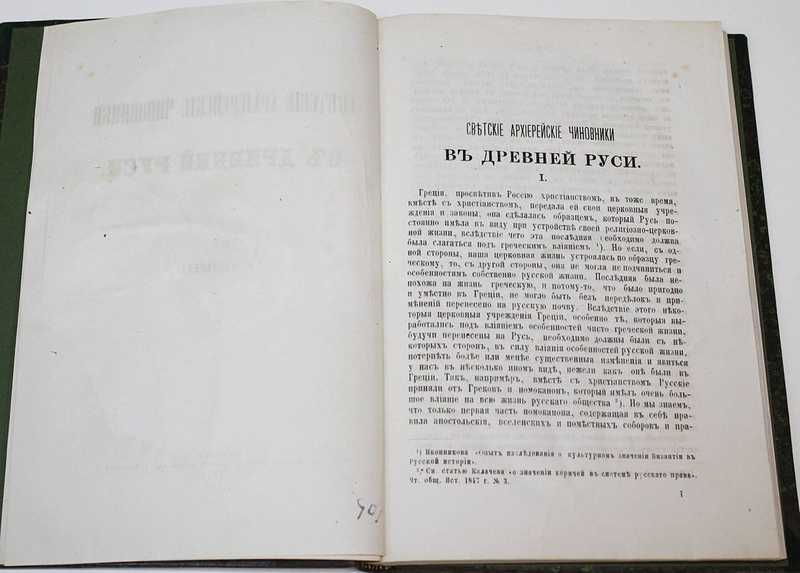 СВѢТСКІЕ АРХІЕРЕЙСКІЕ ЧИНОВНИКИ
ВЪ ДРЕВНЕЙ РУСИ.
I.
Греція, просвѣтивъ Россію христіанствомъ, въ тоже время,
вмѣстѣ съ христіанствомъ, передала ей свои церковныя учре-
жденія и законы; она сдѣлалась образцемъ, который Русь по-
стоянно имѣла въ виду при устройствѣ своей религіозно-церков-
ной жизни, вслѣдствіе чего эта послѣдняя необходимо должна
была слагаться подъ греческимъ вліяніемъ ¹). Но если, съ од-
ной стороны, наша церковная жизнь устроялась по образцу гре-
ческому, то, съ другой стороны, она не могла не подчиниться и
особенностямъ собственно русской жизни. Послѣдняя была не-
похожа на жизнь греческую, и потому-то, что было пригодно
и умѣстно въ Греціи, не могло быть безъ передѣлокъ и при-
мѣненій перенесено на русскую почву. Вслѣдствіе этого нѣко-
торыя церковныя учрежденія Греціи, особенно тѣ, которыя вы-
работались подъ вліяніемъ особенностей чисто греческой жизни,
будучи перенесены на Русь, необходимо должны были съ нѣ-
которыхъ сторонъ, въ силу вліянія особенностей русской жизни,
потерпѣть болѣе или менѣе существенныя измѣненія и явиться
у насъ въ нѣсколько иномъ видѣ, нежели какъ онѣ были въ
Греціи. Такъ, напримѣръ, вмѣстѣ съ христіанствомъ Русскіе
приняли отъ Грековъ и номоканонъ, который имѣлъ очень боль-
шое вліяніе на всю жизнь русскаго общества ²). Но мы знаемъ,
что только первая часть номоканона, содержащая въ себѣ пра-
вила апостольскія, вселенскихъ и помѣстныхъ соборовъ и пра-
¹) Иконникова «Опытъ изслѣдованія о культурномъ значеніи Византіи въ
русской исторіи».
²) См. статью Калачева «о значеніи кормчей въ системѣ русскаго права».
Чт. общ. Ист. 1847 г. № 3.
1